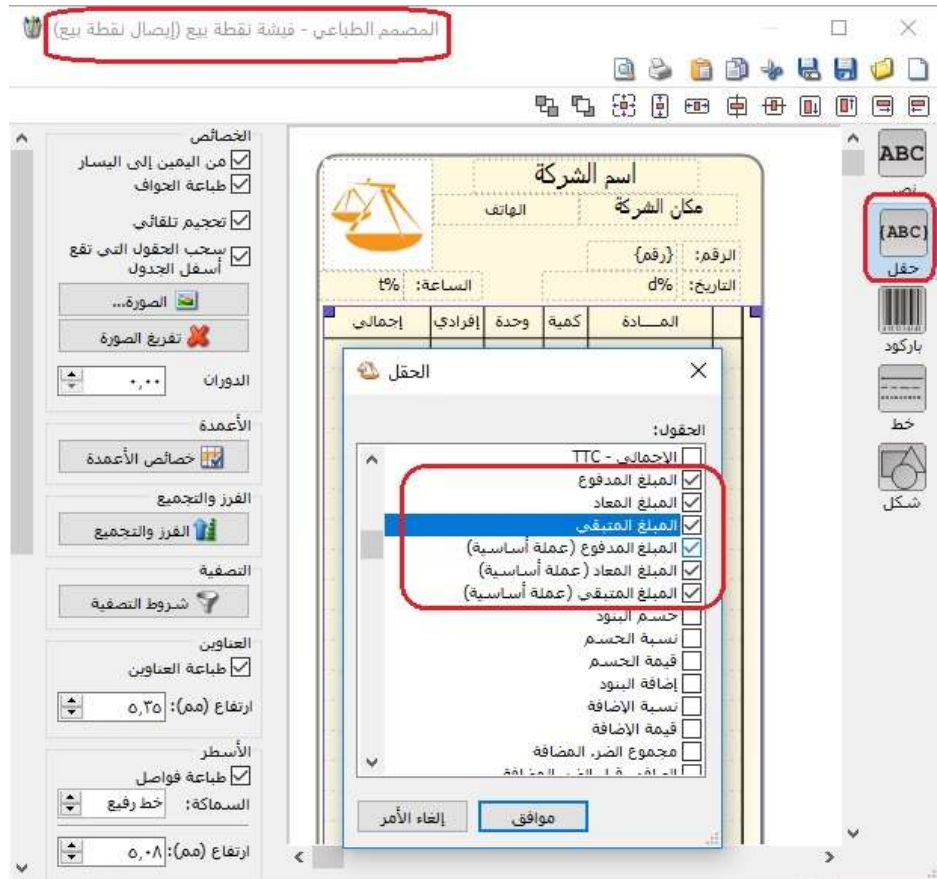 المصمم الطباعي - فيشة نقطة بيع (إيصال نقطة بيع)
ABC
نص
{ABC}
حقل
باركود
خط
شكل
اسم الشركة
مكان الشركة الهاتف
الرقم: {رقم}
التاريخ: %d الساعة: %t
المـــادة كمية وحدة إفرادي إجمالي
الحقل
الحقول:
الإجمالي - TTC
المبلغ المدفوع
المبلغ المعاد
المبلغ المتبقي
المبلغ المدفوع (عملة أساسية)
المبلغ المعاد (عملة أساسية)
المبلغ المتبقي (عملة أساسية)
حسم البنود
نسبة الحسم
قيمة الحسم
إضافة البنود
نسبة الإضافة
قيمة الإضافة
مجموع الضر. المضافة
موافق إلغاء الأمر
الخصائص
من اليمين إلى اليسار
طباعة الحواف
تحجيم تلقائي
سحب الحقول التي تقع
أسفل الجدول
الصورة...
تفريغ الصورة
الدوران ٠,٠٠
الأعمدة
خصائص الأعمدة
الفرز والتجميع
الفرز والتجميع
التصفية
شروط التصفية
العناوين
طباعة العناوين
ارتفاع (مم): ٥,٣٥
الأسطر
طباعة فواصل
السماكة: خط رفيع
ارتفاع (مم): ٥,٠٨